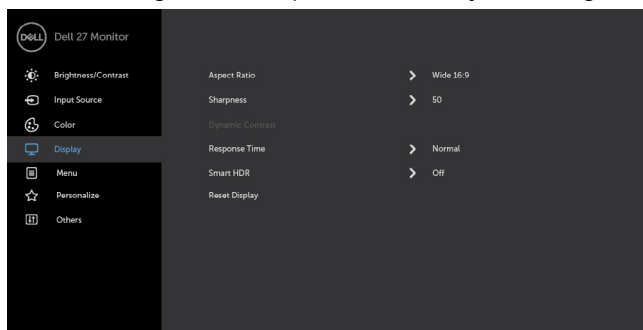 DELL Dell 27 Monitor
Brightness/Contrast
Input Source
Color
Display
Menu
Personalize
Others
Aspect Ratio Wide 16:9
Sharpness 50
Dynamic Contrast
Response Time Normal
Smart HDR Off
Reset Display